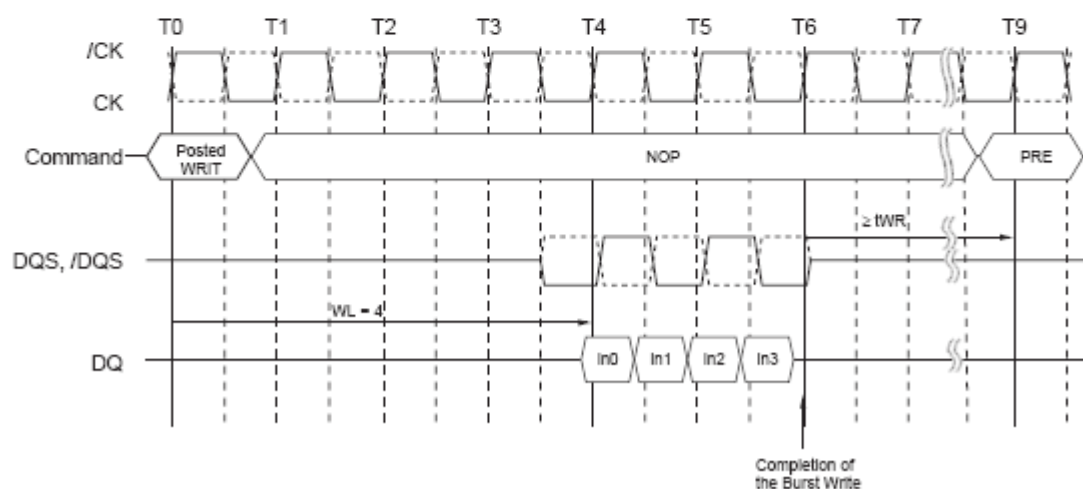 T0 T1 T2 T3 T4 T5 T6 T7 T9
/CK
CK
Command
Posted
WRIT
NOP
PRE
≥ tWR
DQS, /DQS
WL = 4
DQ
In0 In1 In2 In3
Completion of
the Burst Write